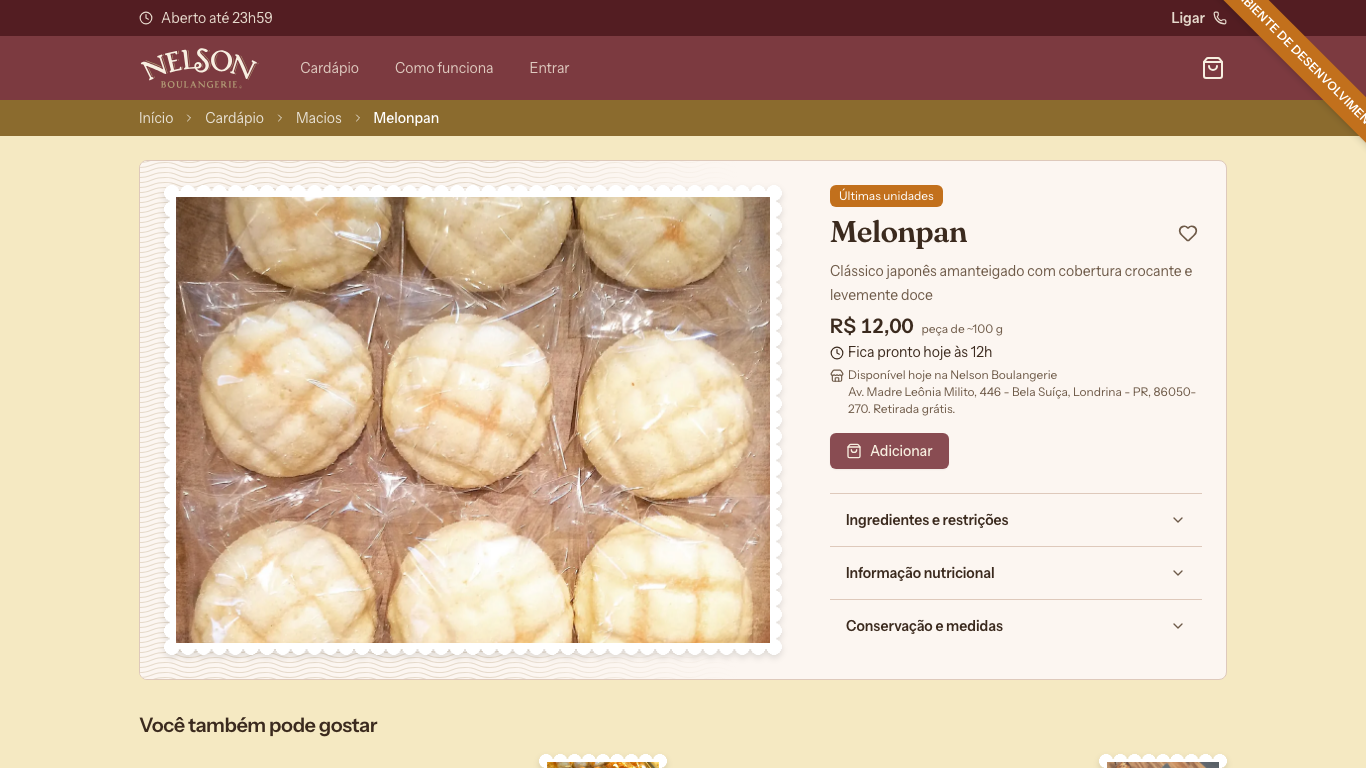 Aberto até 23h59
Ligar
NELSON
BOULANGERIE
Cardápio
Como funciona
Entrar
DE DESENVOLVIMEN
Início
Cardápio
Macios
Melonpan
Últimas unidades
Melonpan
Clássico japonês amanteigado com cobertura crocante e
levemente doce
R$ 12,00 peça de ~100 g
Fica pronto hoje às 12h
Disponível hoje na Nelson Boulangerie
Av. Madre Leônia Milito, 446 - Bela Suíça, Londrina - PR, 86050-
270. Retirada grátis.
Adicionar
Ingredientes e restrições
Informação nutricional
Conservação e medidas
Você também pode gostar